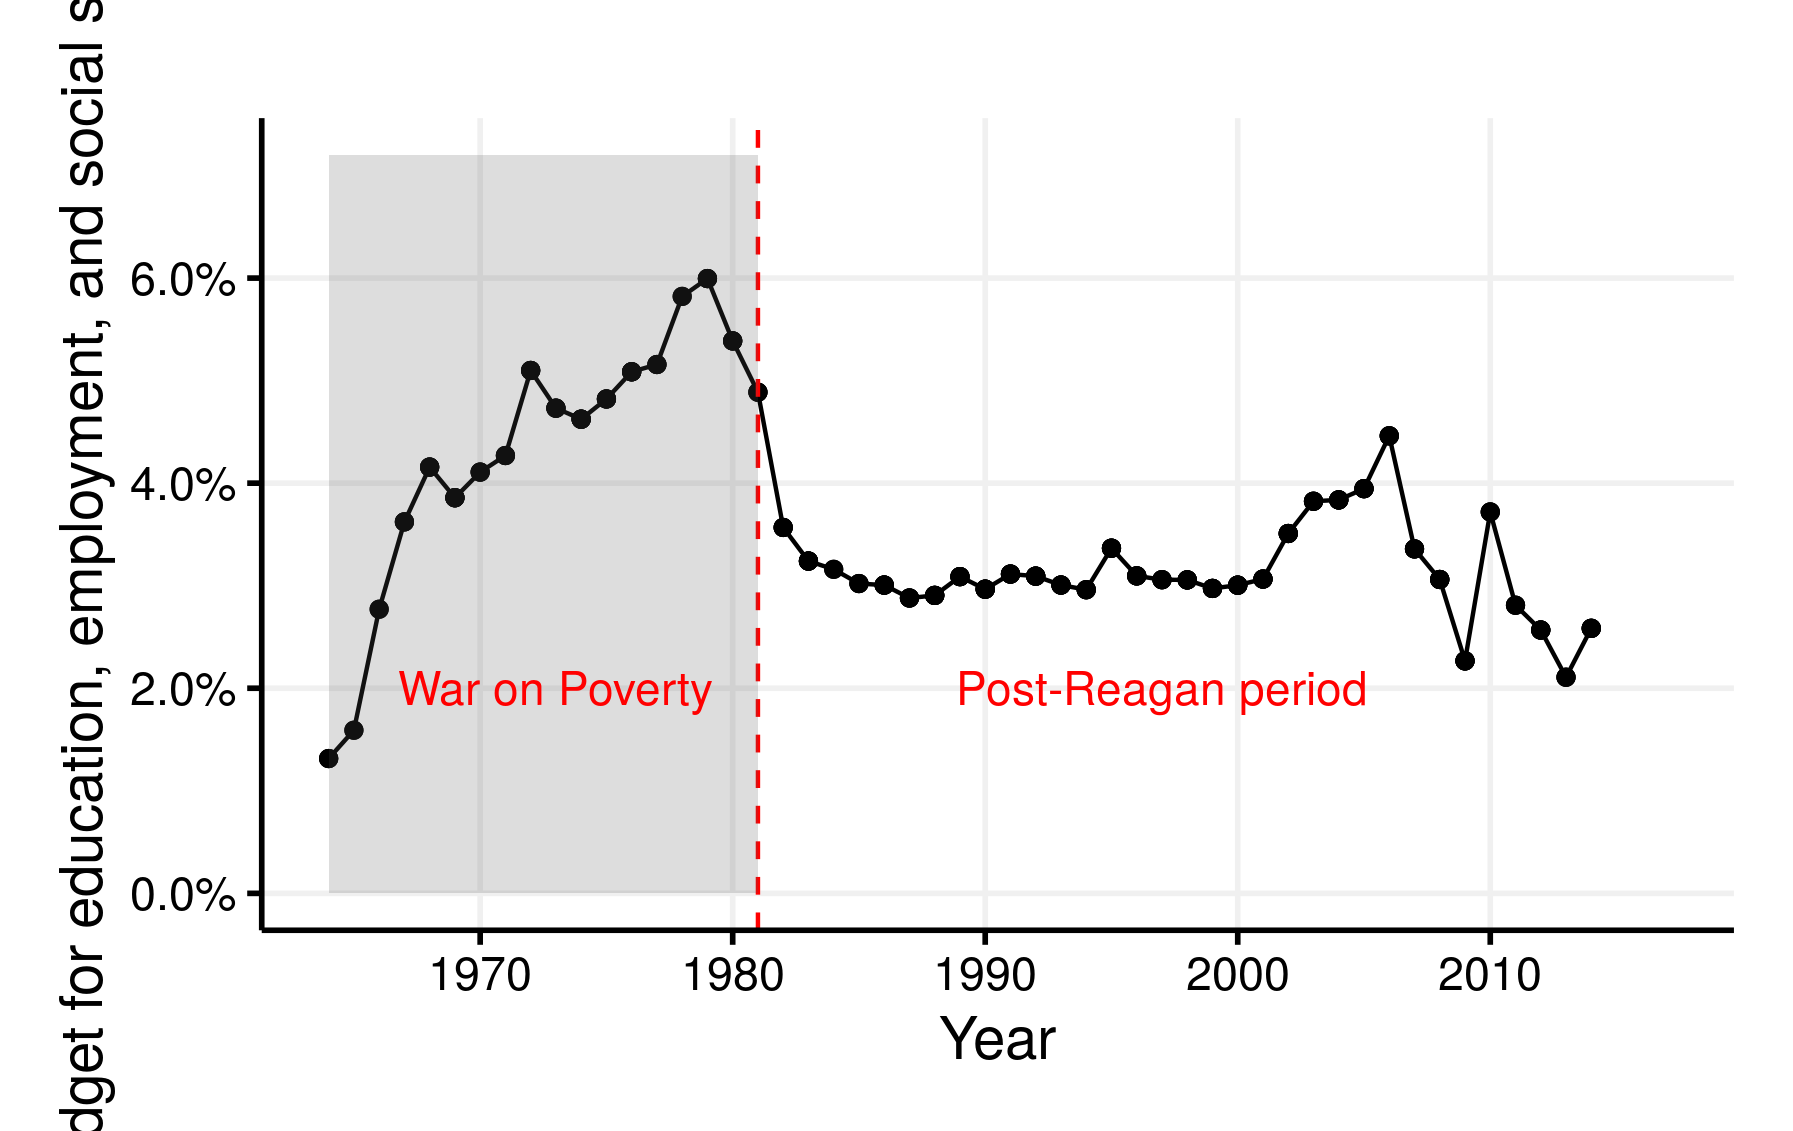 dget for education, employment, and social s
6.0%
4.0%
2.0%
0.0%
War on Poverty
Post-Reagan period
1970
1980
1990
2000
2010
Year